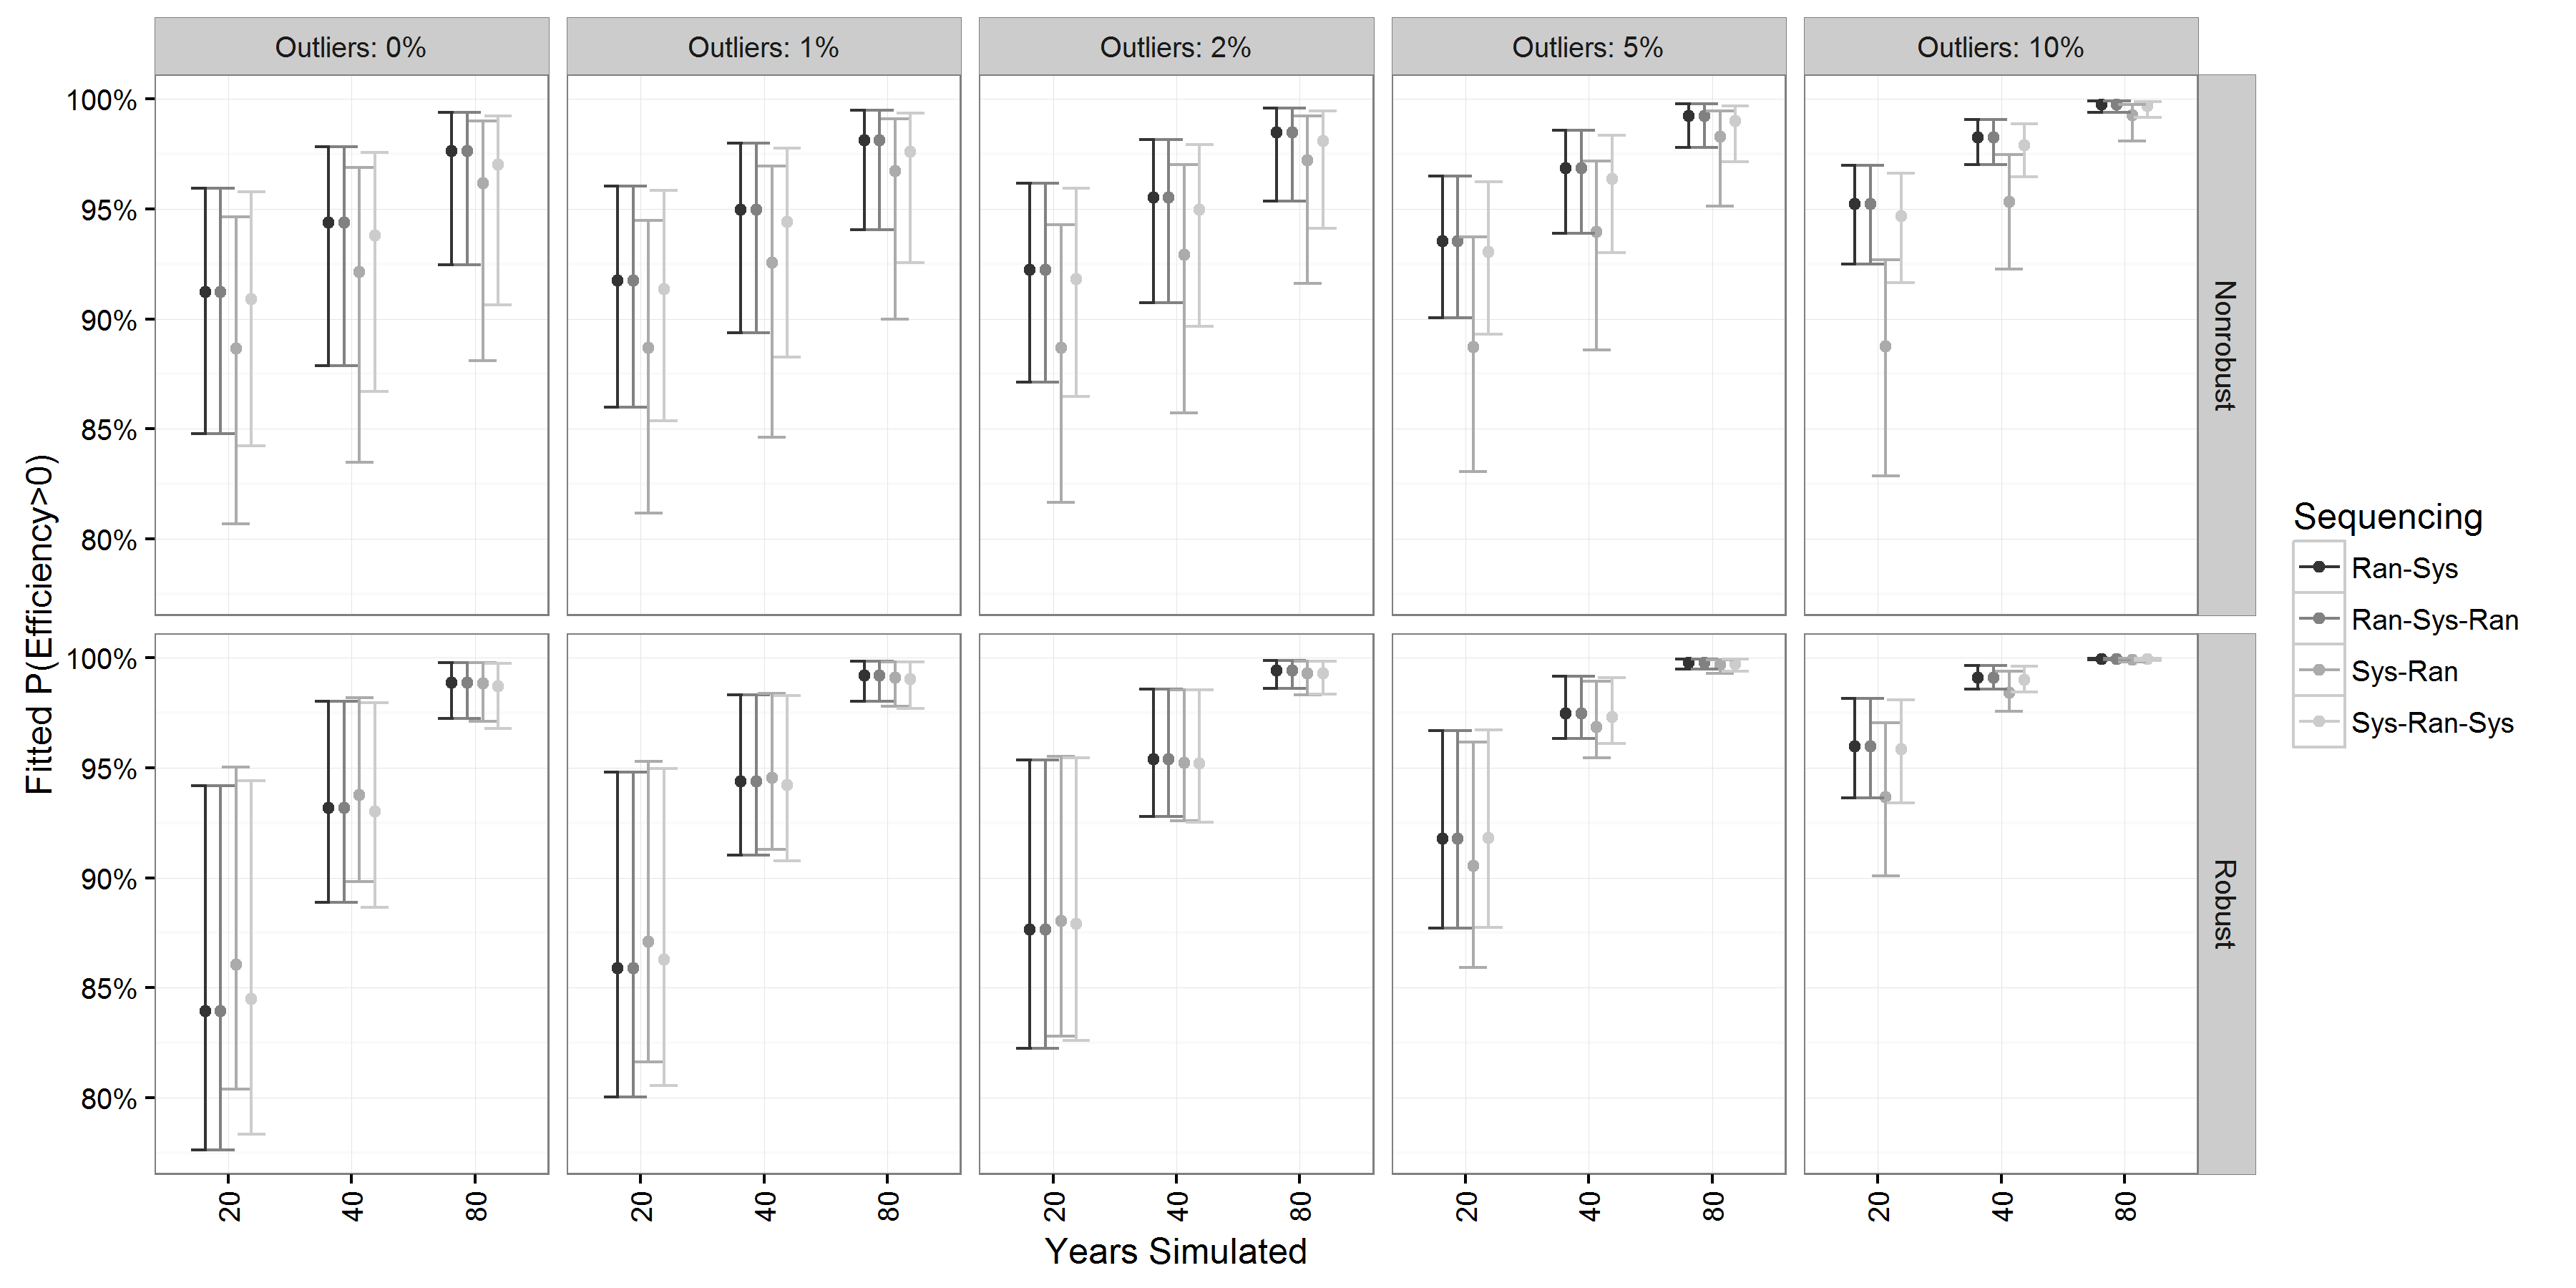 Outliers: 0%
Outliers: 1%
Outliers: 2%
Outliers: 5%
Outliers: 10%
100%
95%
90%
85%
80%
Nonrobust
100%
95%
90%
85%
80%
Robust
Fitted P(Efficiency>0)
20
40
80
20
40
80
20
40
80
20
40
80
20
40
80
Years Simulated
Sequencing
Ran-Sys
Ran-Sys-Ran
Sys-Ran
Sys-Ran-Sys